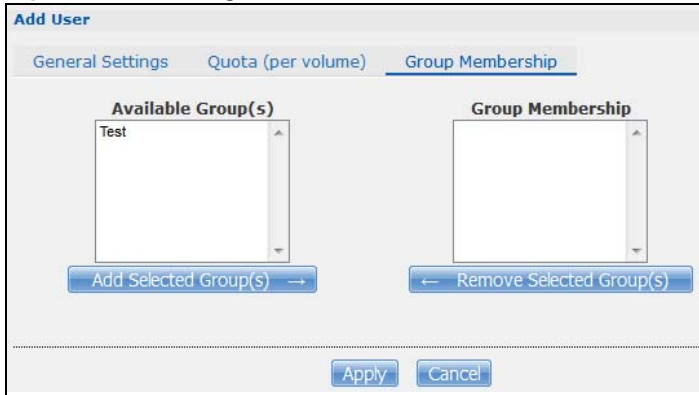 Add User
General Settings Quota (per volume) Group Membership
Available Group(s) Group Membership
Test
Add Selected Group(s) → ← Remove Selected Group(s)
Apply Cancel